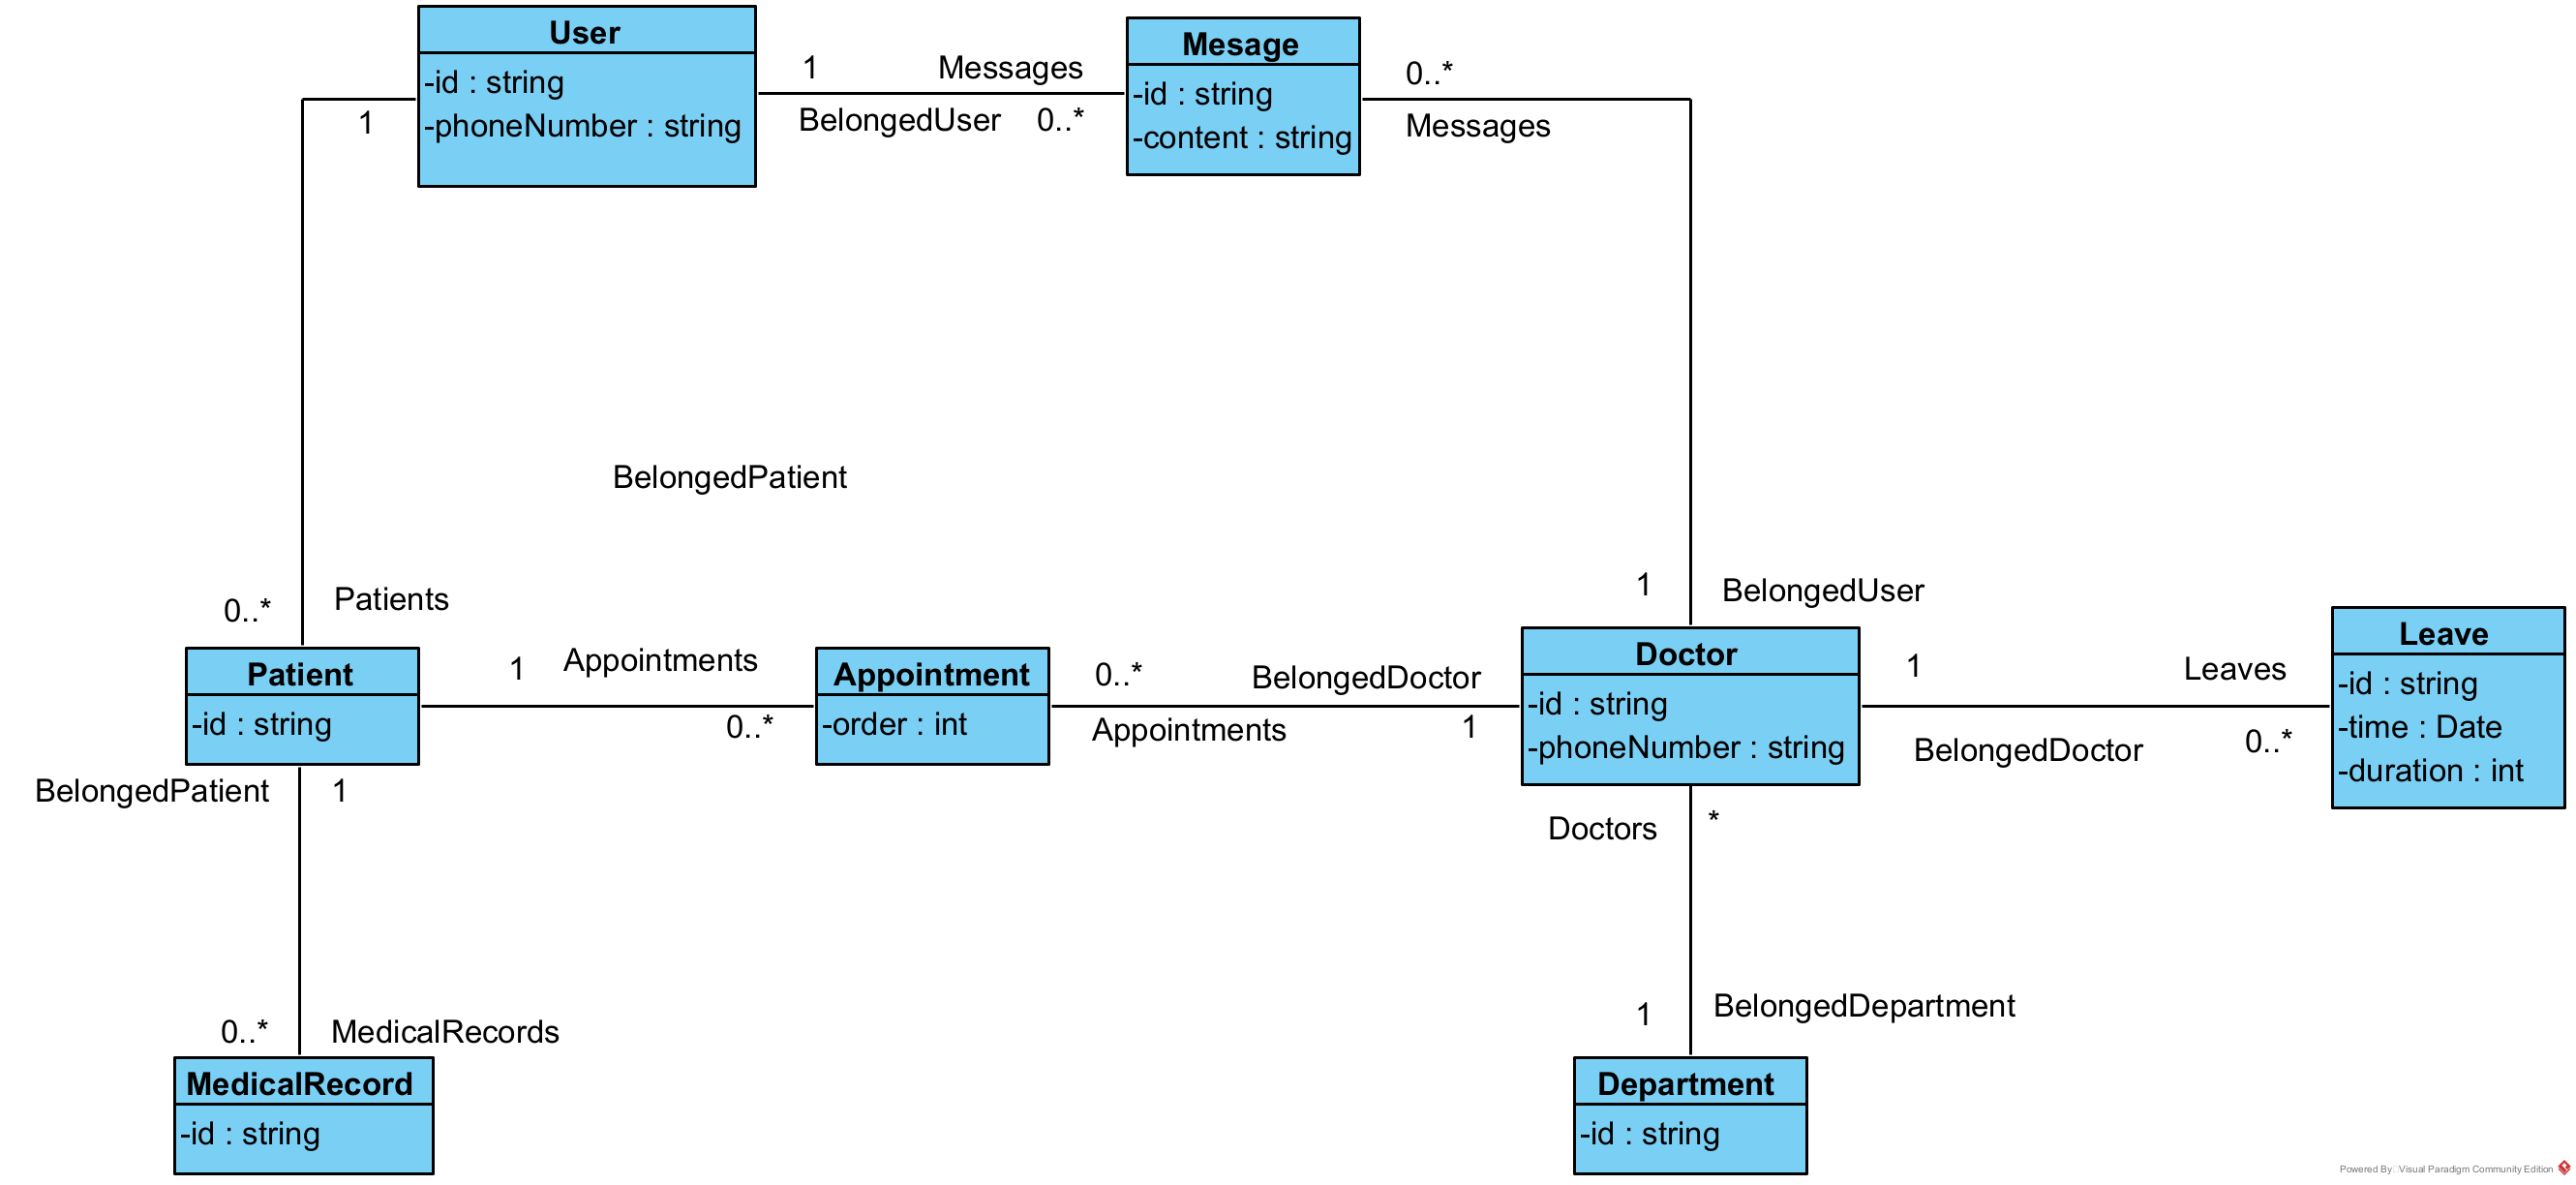 User
-id : string
-phoneNumber : string
1
Messages
1
BelongedUser
0..*
Mesage
-id : string
-content : string
0..*
Messages
BelongedPatient
0..*
Patients
1
BelongedUser
Patient
-id : string
1
Appointments
0..*
Appointment
-order : int
0..*
BelongedDoctor
Appointments
1
Doctor
-id : string
-phoneNumber : string
1
Leaves
BelongedDoctor
0..*
Leave
-id : string
-time : Date
-duration : int
BelongedPatient
1
Doctors
*
0..*
MedicalRecords
1
BelongedDepartment
MedicalRecord
-id : string
Department
-id : string
Powered By Visual Paradigm Community Edition